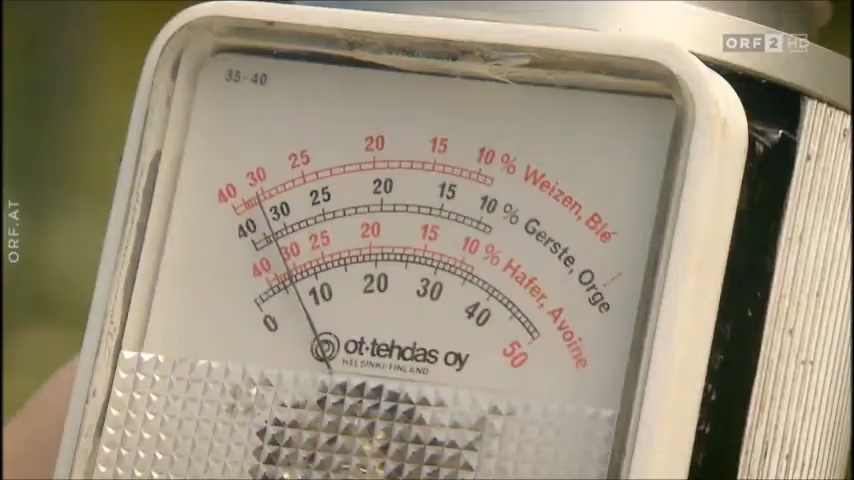 ORF 2 HD
35-40
40 30 25 20 15 10 % Weizen, Blé
40 30 25 20 15 10 % Gerste, Orge
40 30 25 20 15 10 % Hafer, Avoine
0 10 20 30 40 50
ot·tehdas oy
HELSINKI-FINLAND
ORF.AT